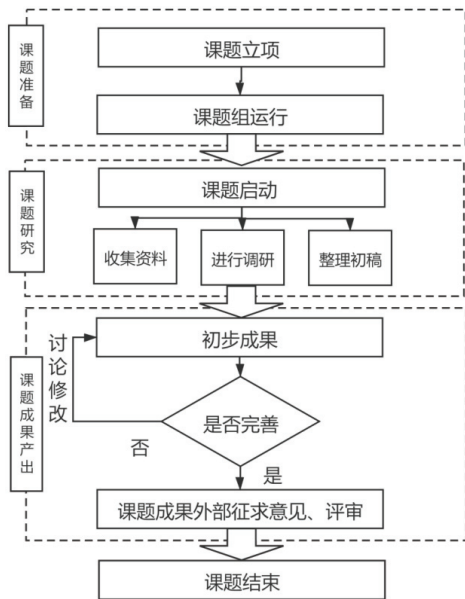 课题准备
课题立项
课题组运行
课题研究
课题启动
收集资料
进行调研
整理初稿
课题成果产出
初步成果
讨论修改
是否完善
否
是
课题成果外部征求意见、评审
课题结束